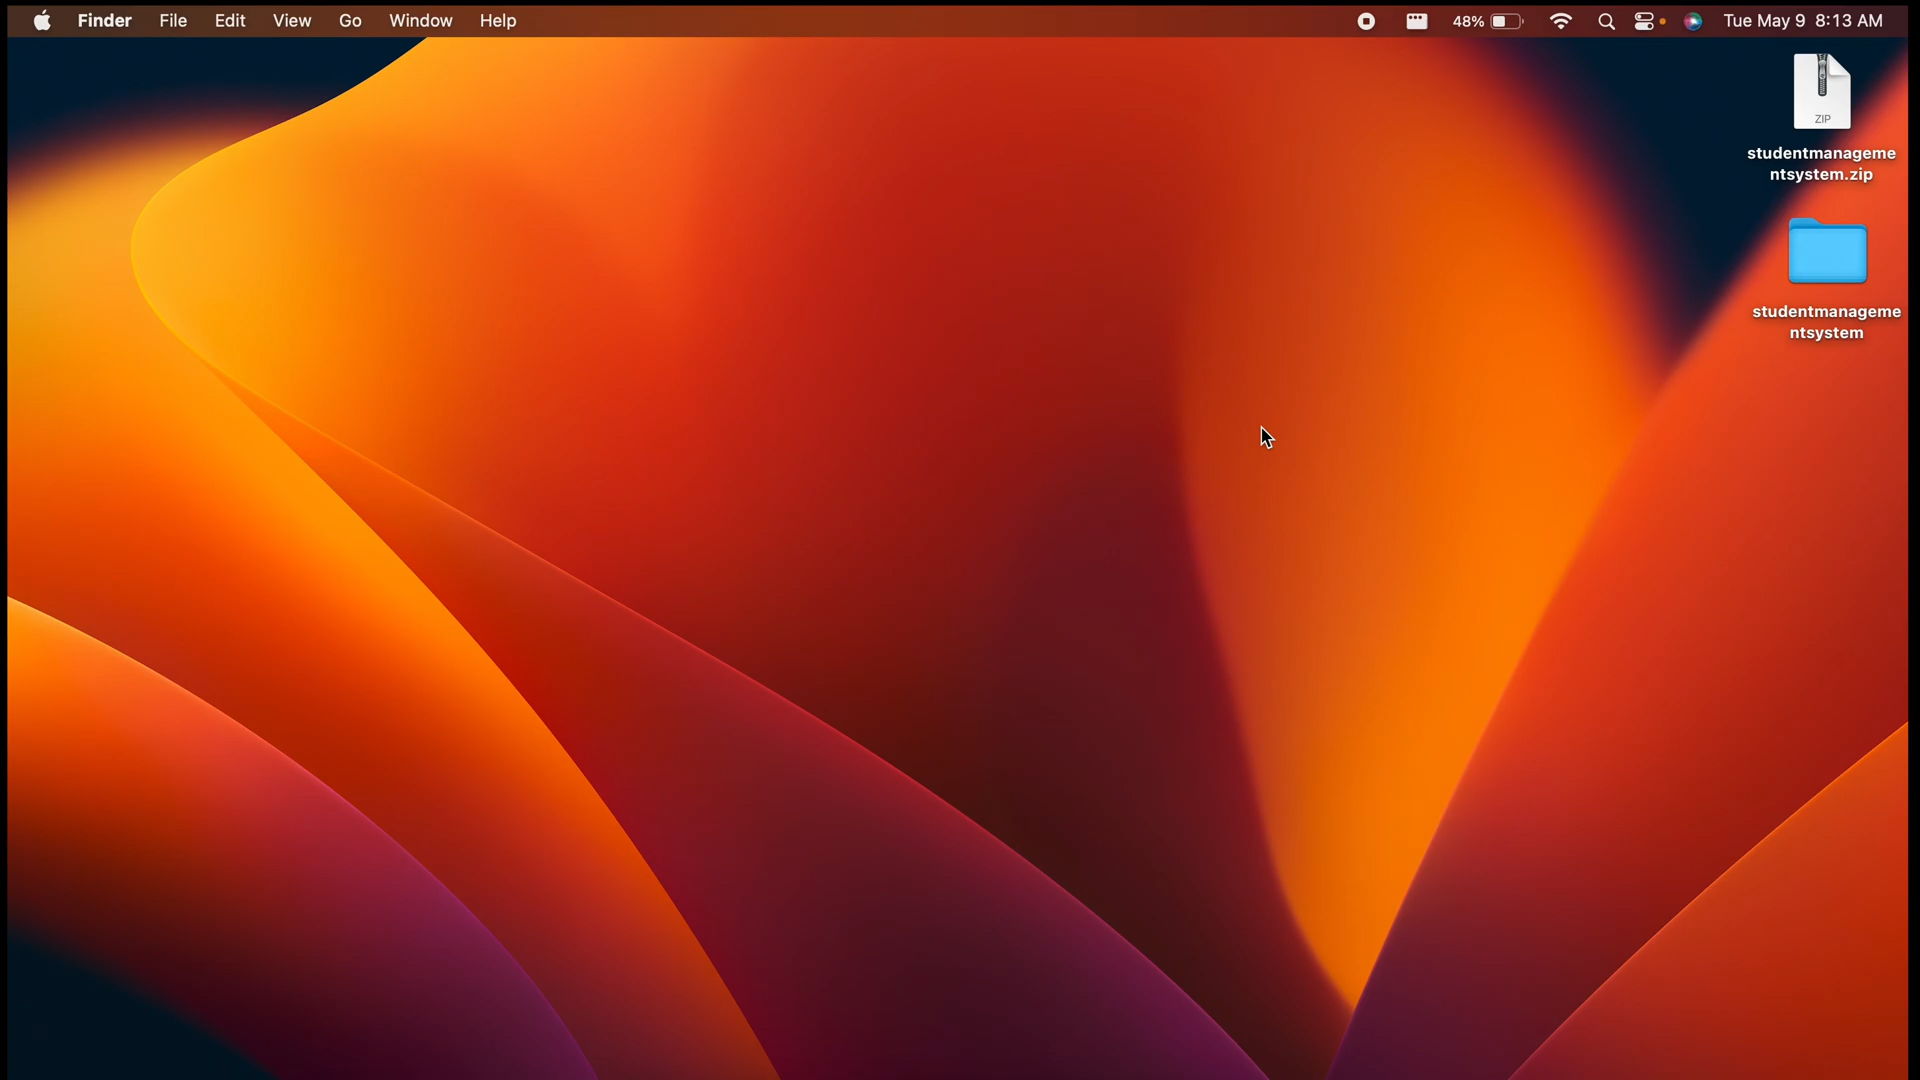 Finder File Edit View Go Window Help 48% Tue May 9 8:13 AM
ZIP
studentmanageme
ntsystem.zip
studentmanageme
ntsystem